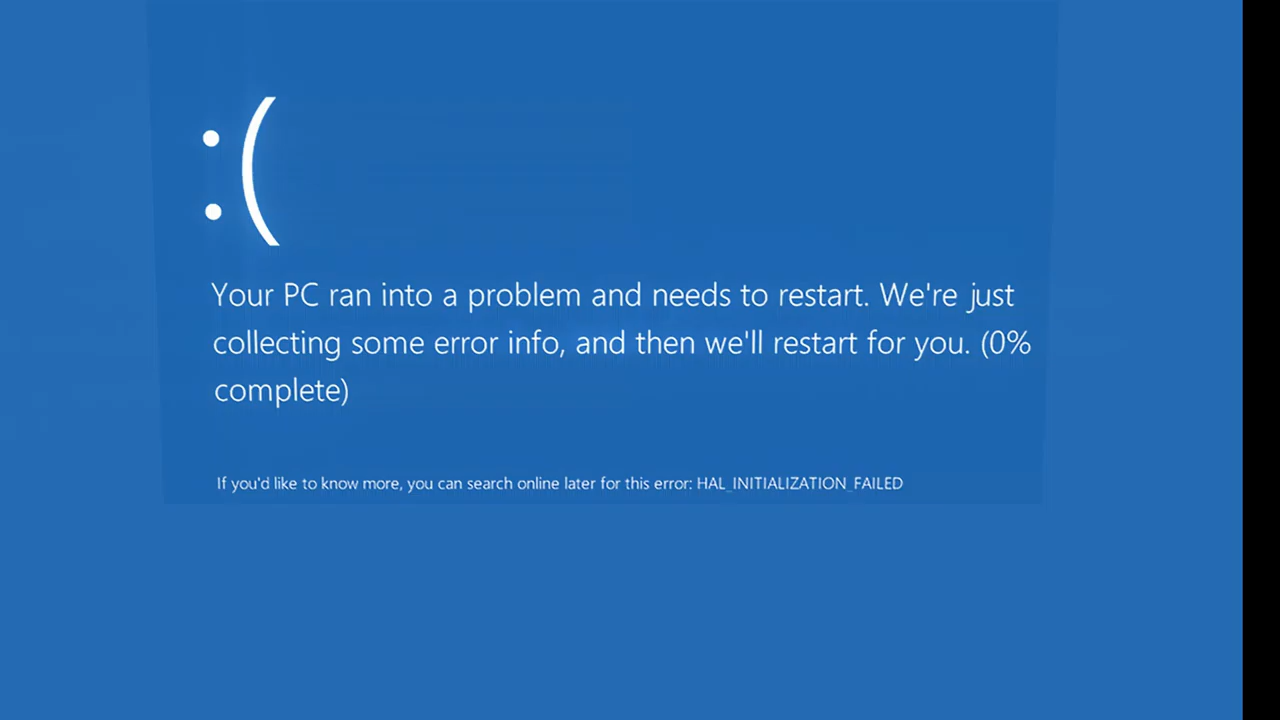 :(
Your PC ran into a problem and needs to restart. We're just
collecting some error info, and then we'll restart for you. (0%
complete)
If you'd like to know more, you can search online later for this error: HAL_INITIALIZATION_FAILED